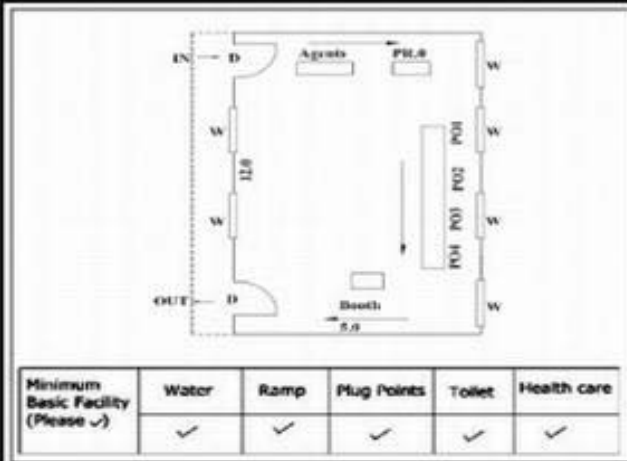 Agents PR.0
IN D
W
W
PO1
W
12.0
PO2
W
PO3
W
PO4
OUT D
W
Booth
5.0
Minimum Basic Facility (Please ✓) Water Ramp Plug Points Toilet Health care
✓ ✓ ✓ ✓ ✓